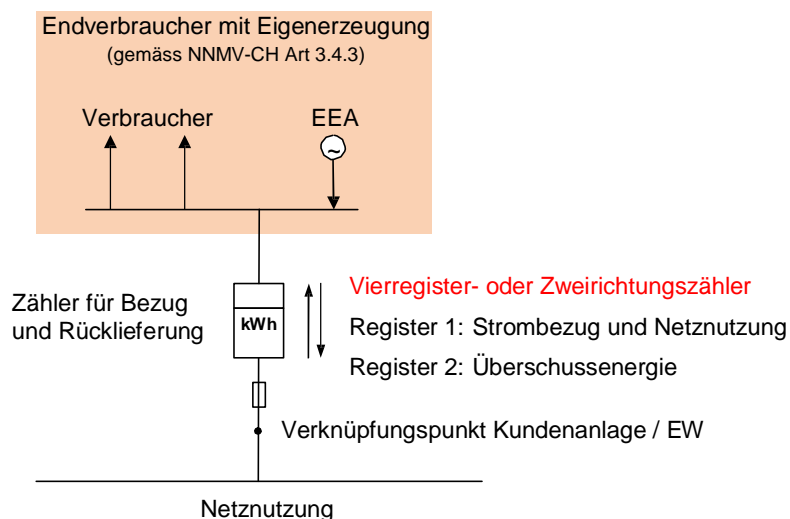 Endverbraucher mit Eigenerzeugung
(gemäss NNMV-CH Art 3.4.3)
Verbraucher
EEA
~
Zähler für Bezug
und Rücklieferung
kWh
Vierregister- oder Zweirichtungszähler
Register 1: Strombezug und Netznutzung
Register 2: Überschussenergie
Verknüpfungspunkt Kundenanlage / EW
Netznutzung